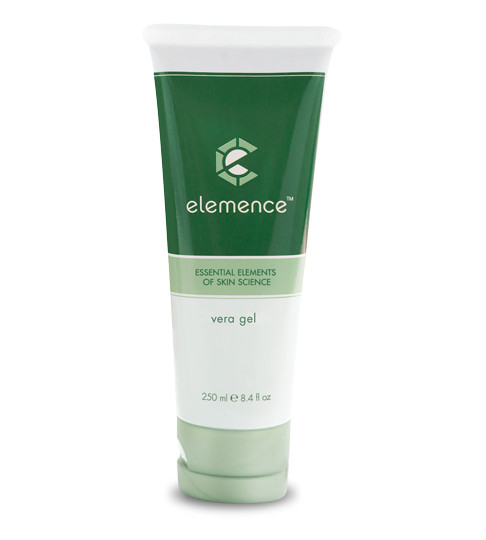 elemence™
ESSENTIAL ELEMENTS
OF SKIN SCIENCE
vera gel
250 ml ℮ 8.4 fl oz